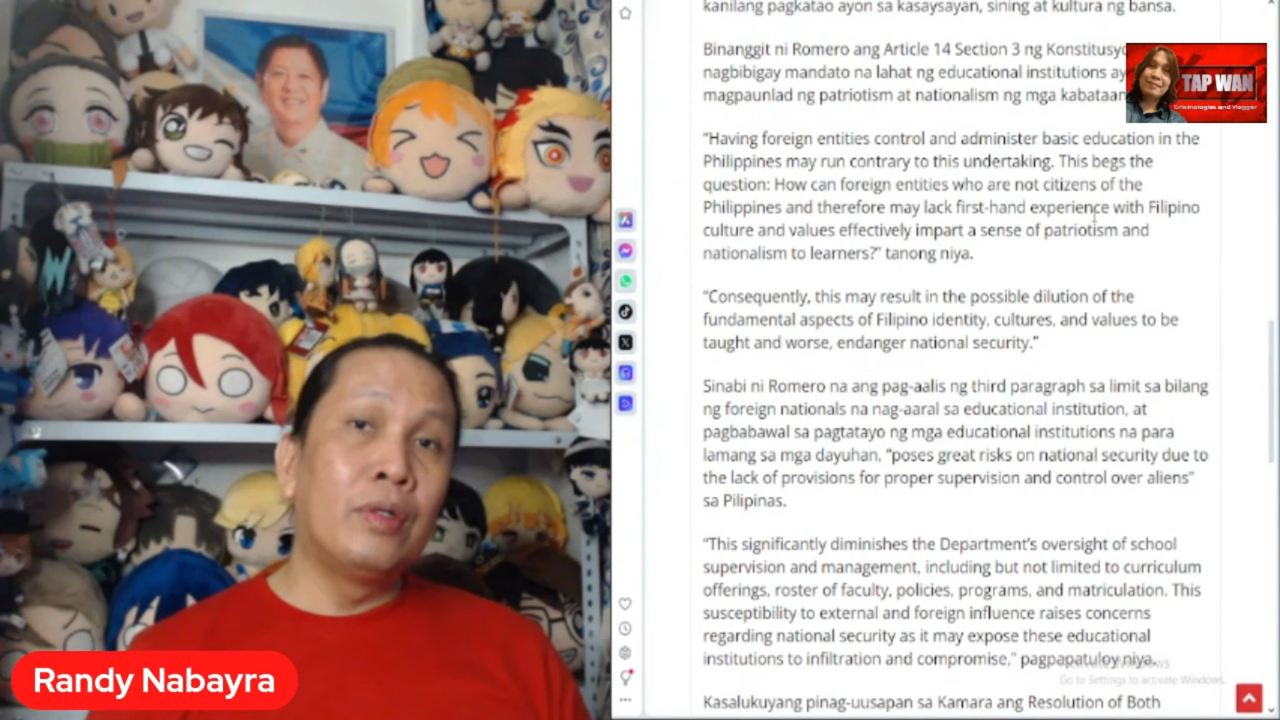 kanilang pagkatao ayon sa kasaysayan, sining at kultura ng bansa.
Binanggit ni Romero ang Article 14 Section 3 ng
nagbibigay mandato na lahat ng educational institutions
magpaunlad ng patriotism at nationalism ng mga
TAP WAN
Criminologist and Vlogger
“Having foreign entities control and administer basic education in the
Philippines may run contrary to this undertaking. This begs the
question: How can foreign entities who are not citizens of the
Philippines and therefore may lack first-hand experience with Filipino
culture and values effectively impart a sense of patriotism and
nationalism to learners?” tanong niya.
“Consequently, this may result in the possible dilution of the
fundamental aspects of Filipino identity, cultures, and values to be
taught and worse, endanger national security.”
Sinabi ni Romero na ang pag-aalis ng third paragraph sa limit sa bilang
ng foreign nationals na nag-aaral sa educational institution, at
pagbabawal sa pagtatayo ng mga educational institutions na para
lamang sa mga dayuhan, “poses great risks on national security due to
the lack of provisions for proper supervision and control over aliens”
sa Pilipinas.
“This significantly diminishes the Department’s oversight of school
supervision and management, including but not limited to curriculum
offerings, roster of faculty, policies, programs, and matriculation. This
susceptibility to external and foreign influence raises concerns
regarding national security as it may expose these educational
institutions to infiltration and compromise,” pagpapatuloy niya.
Activate Windows
Go to Settings to activate Windows.
Kasalukuyang pinag-uusapan sa Kamara ang Resolution of Both
Randy Nabayra